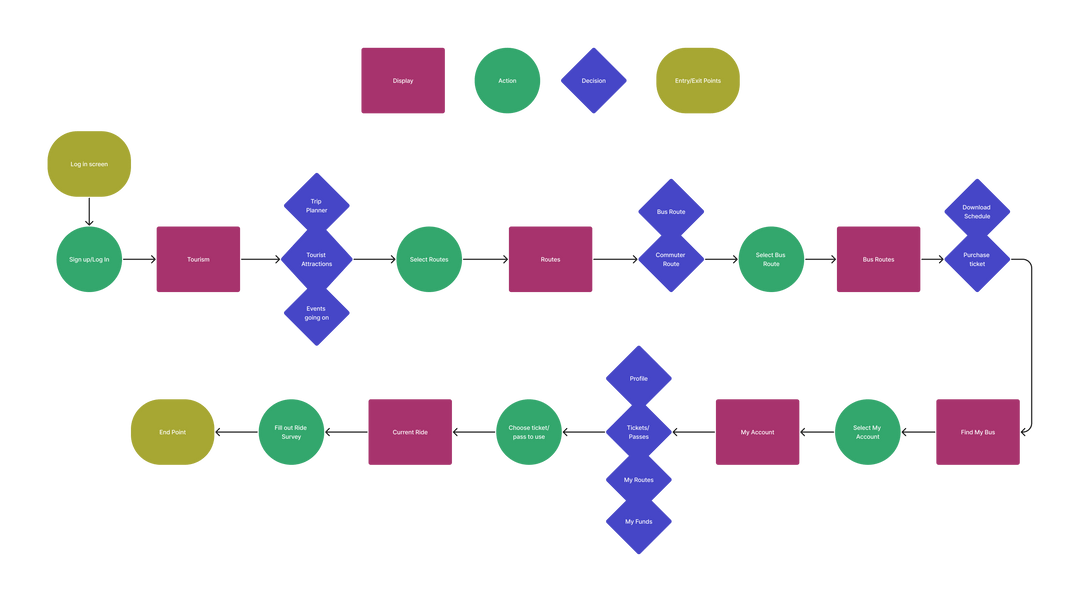 Display
Action
Decision
Entry/Exit Points
Log in screen
Sign up/Log In
Tourism
Trip
Planner
Tourist
Attractions
Events
going on
Select Routes
Routes
Bus Route
Commuter
Route
Select Bus
Route
Bus Routes
Download
Schedule
Purchase
ticket
Find My Bus
Select My
Account
My Account
Profile
Tickets/
Passes
My Routes
My Funds
Choose ticket/
pass to use
Current Ride
Fill out Ride
Survey
End Point